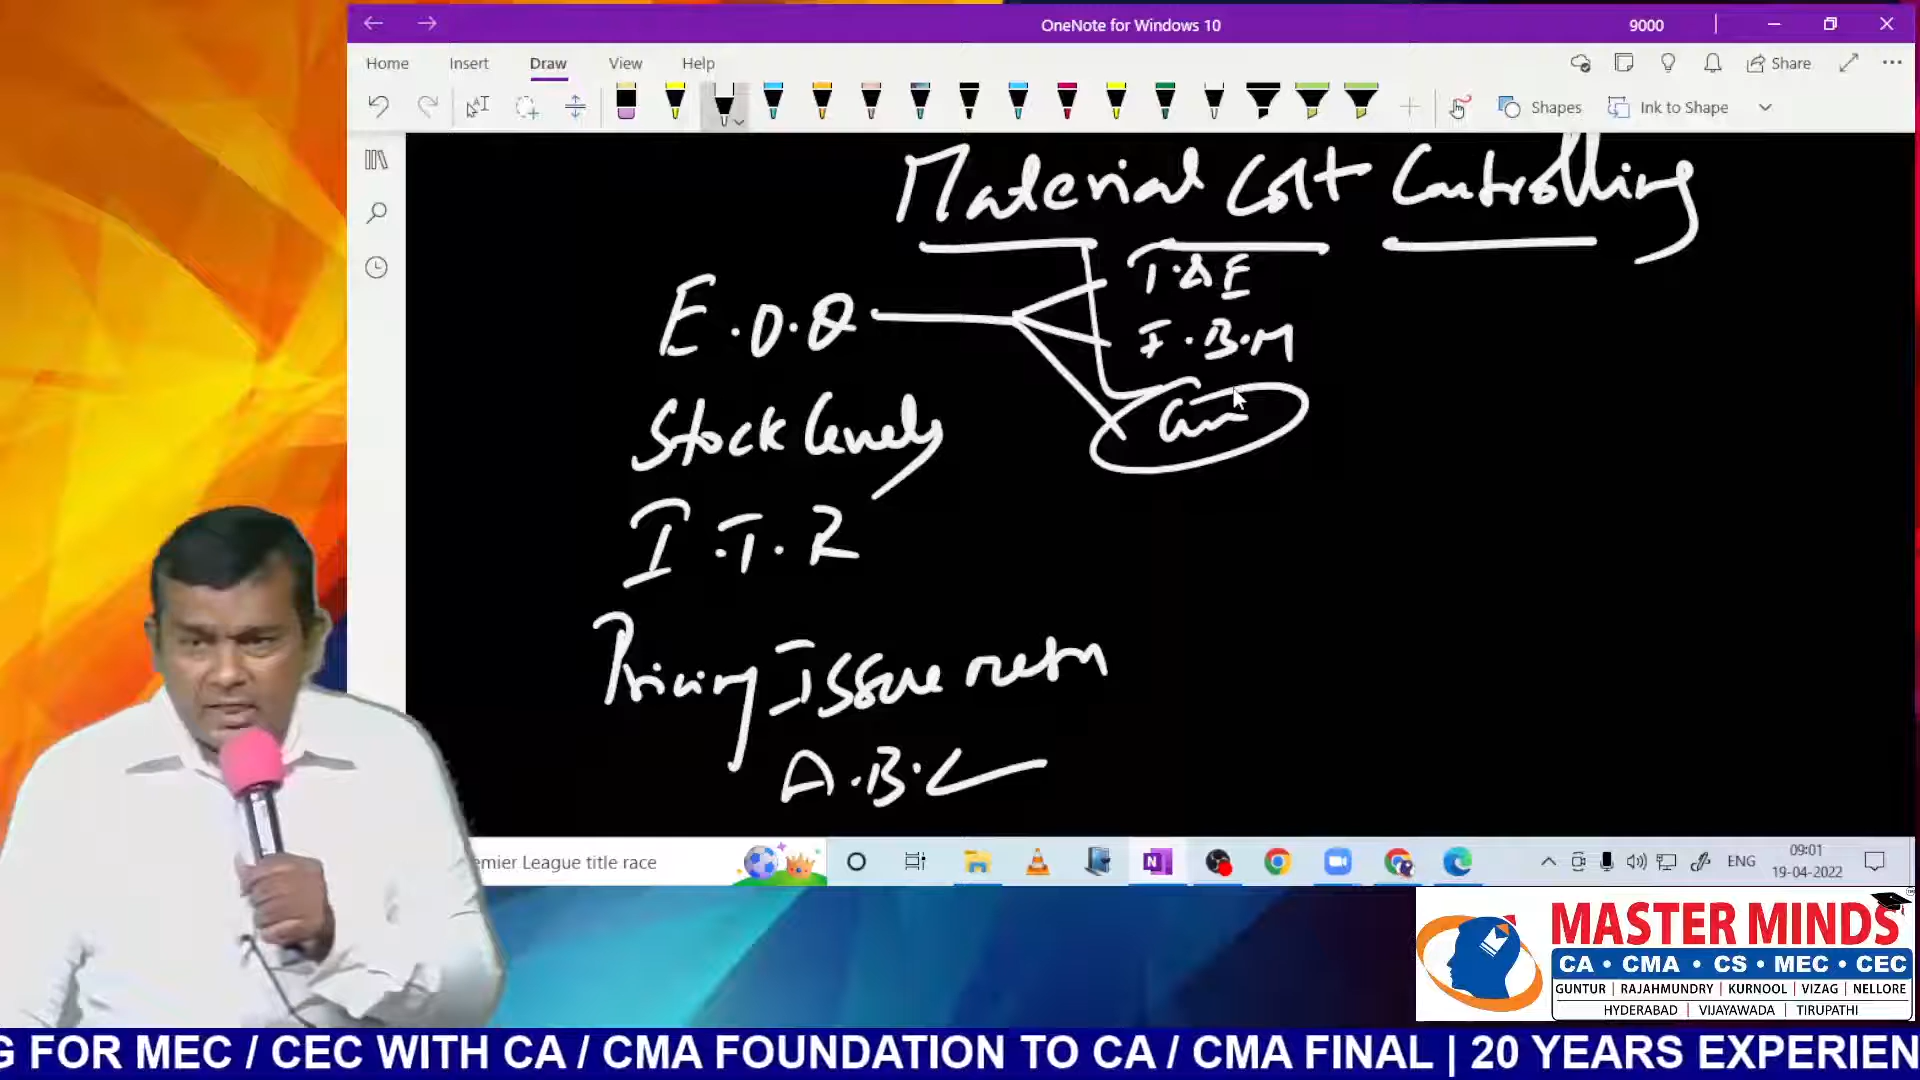 OneNote for Windows 10
9000
Home Insert Draw View Help
Share
Shapes
Ink to Shape
Material Cost Controlling
T.&E
E.O.Q
F.B.M
Stock levels
I.T.R
Pricing Issue return
A.B.C
emier League title race
ENG
09:01
19-04-2022
MASTER MINDS
CA • CMA • CS • MEC • CEC
GUNTUR | RAJAHMUNDRY | KURNOOL | VIZAG | NELLORE
HYDERABAD | VIJAYAWADA | TIRUPATHI
G FOR MEC / CEC WITH CA / CMA FOUNDATION TO CA / CMA FINAL | 20 YEARS EXPERIEN